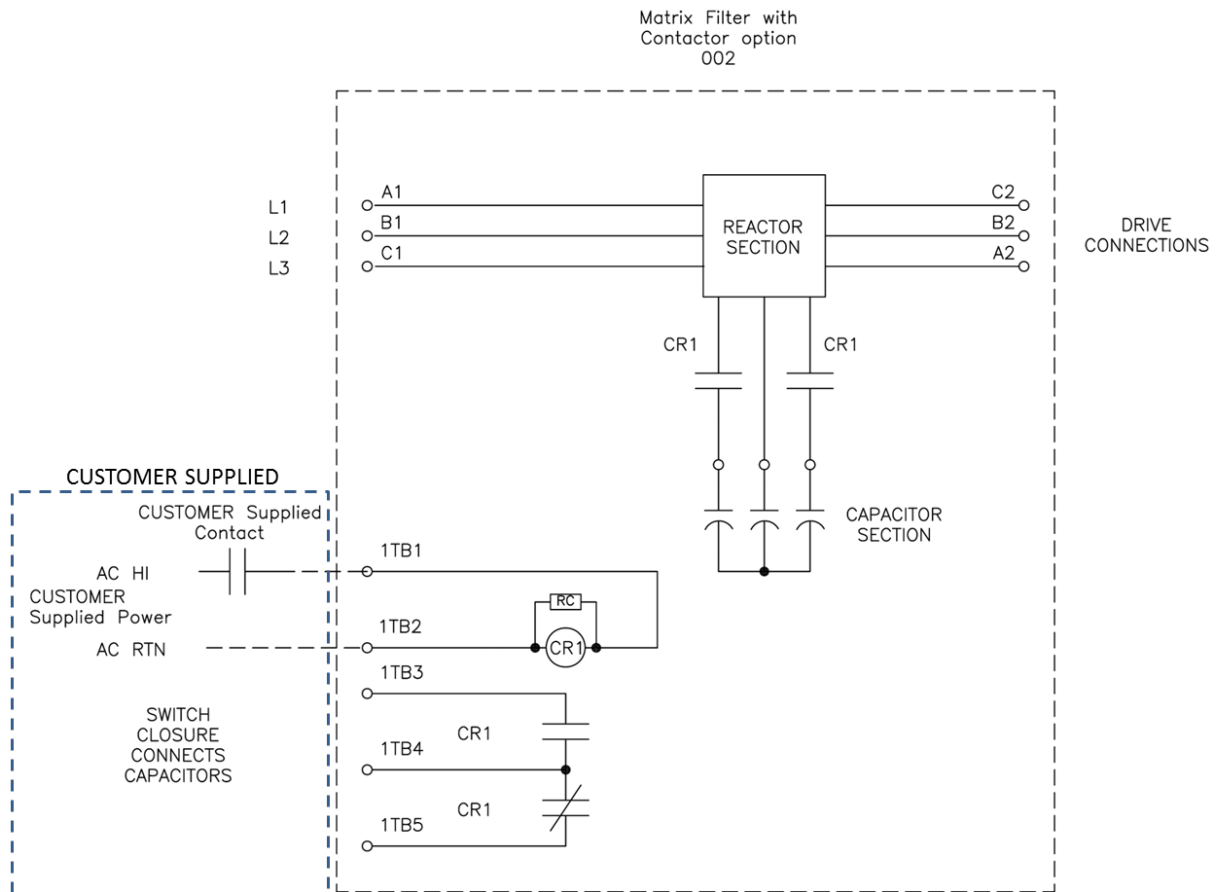 Matrix Filter with
Contactor option
002
L1
A1
C2
L2
B1
REACTOR
SECTION
B2
DRIVE
CONNECTIONS
L3
C1
A2
CR1
CR1
CAPACITOR
SECTION
CUSTOMER SUPPLIED
CUSTOMER Supplied
Contact
1TB1
AC HI
CUSTOMER
Supplied Power
RC
1TB2
AC RTN
CR1
1TB3
SWITCH
CLOSURE
CONNECTS
CAPACITORS
CR1
1TB4
CR1
1TB5